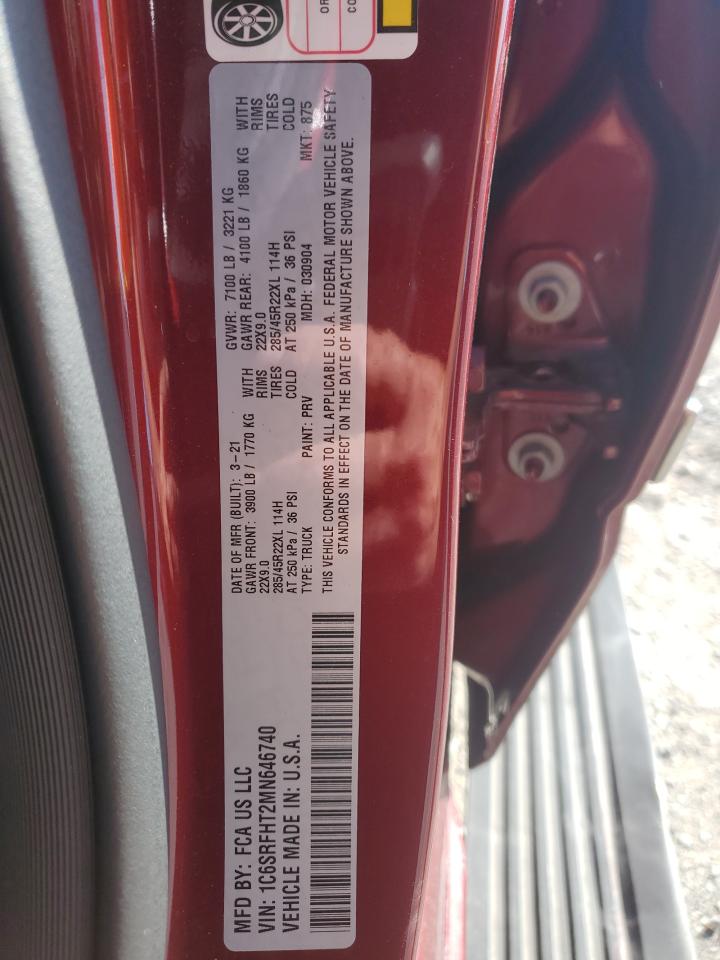 MFD BY: FCA US LLC
VIN: 1C6SRFHT2MN646740
VEHICLE MADE IN: U.S.A.
DATE OF MFR (BUILT): 3-21
GAWR FRONT: 3900 LB / 1770 KG WITH
22X9.0 RIMS
285/45R22XL 114H TIRES
AT 250 kPa / 36 PSI COLD
GVWR: 7100 LB / 3221 KG
GAWR REAR: 4100 LB / 1860 KG WITH
22X9.0 RIMS
285/45R22XL 114H TIRES
AT 250 kPa / 36 PSI COLD
TYPE: TRUCK PAINT: PRV MDH: 030904 MKT: 875
THIS VEHICLE CONFORMS TO ALL APPLICABLE U.S.A. FEDERAL MOTOR VEHICLE SAFETY
STANDARDS IN EFFECT ON THE DATE OF MANUFACTURE SHOWN ABOVE.